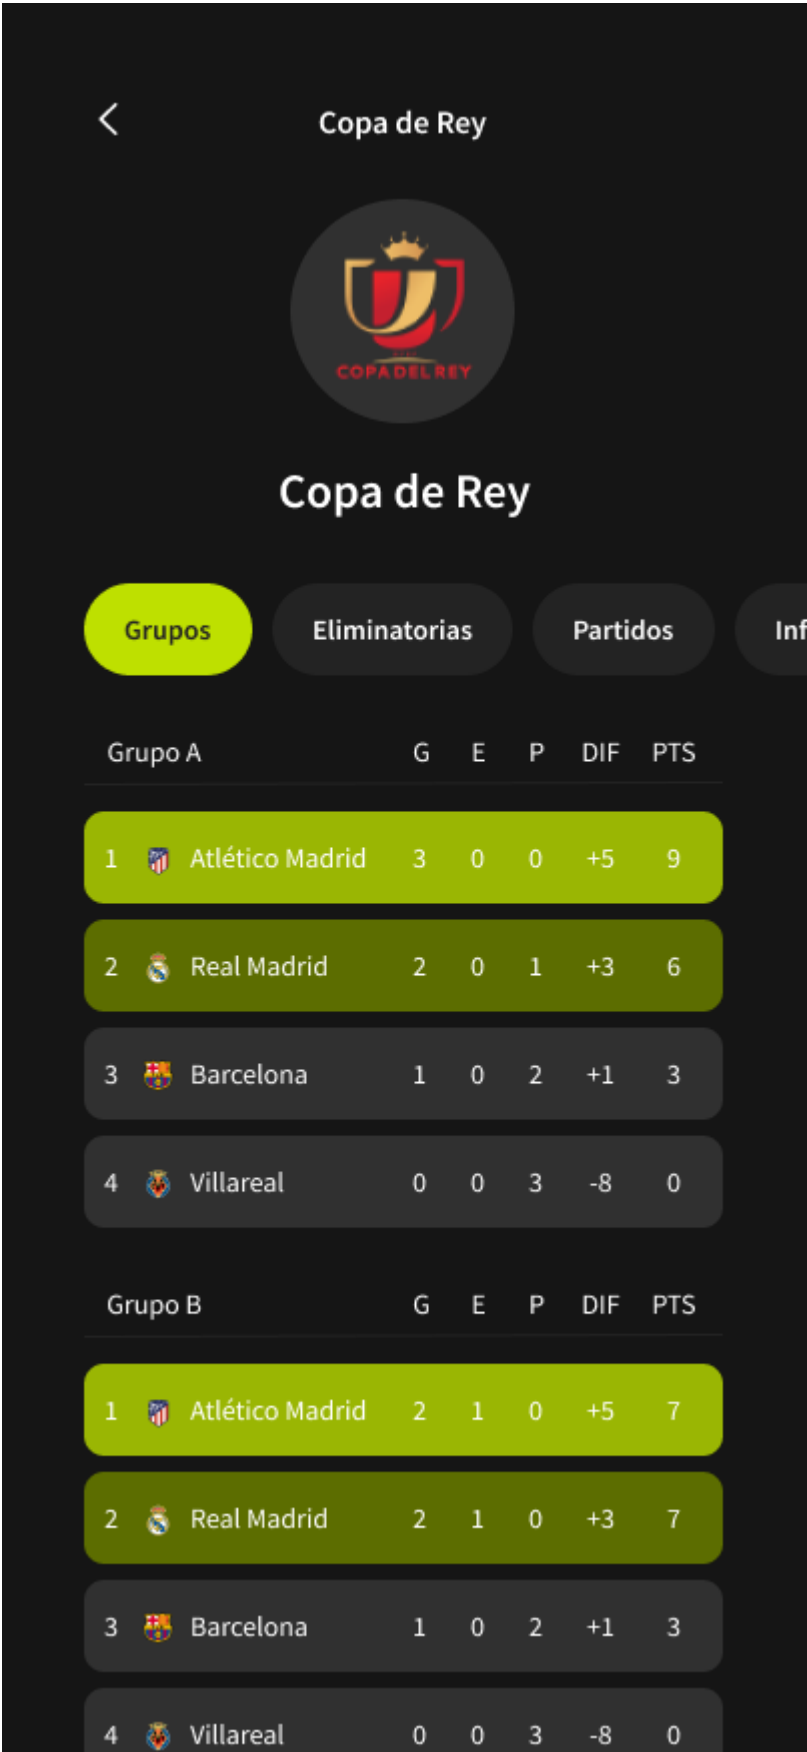 Copa de Rey
COPA DEL REY
Copa de Rey
Grupos Eliminatorias Partidos Inf
Grupo A G E P DIF PTS
1 Atlético Madrid 3 0 0 +5 9
2 Real Madrid 2 0 1 +3 6
3 Barcelona 1 0 2 +1 3
4 Villareal 0 0 3 -8 0
Grupo B G E P DIF PTS
1 Atlético Madrid 2 1 0 +5 7
2 Real Madrid 2 1 0 +3 7
3 Barcelona 1 0 2 +1 3
4 Villareal 0 0 3 -8 0